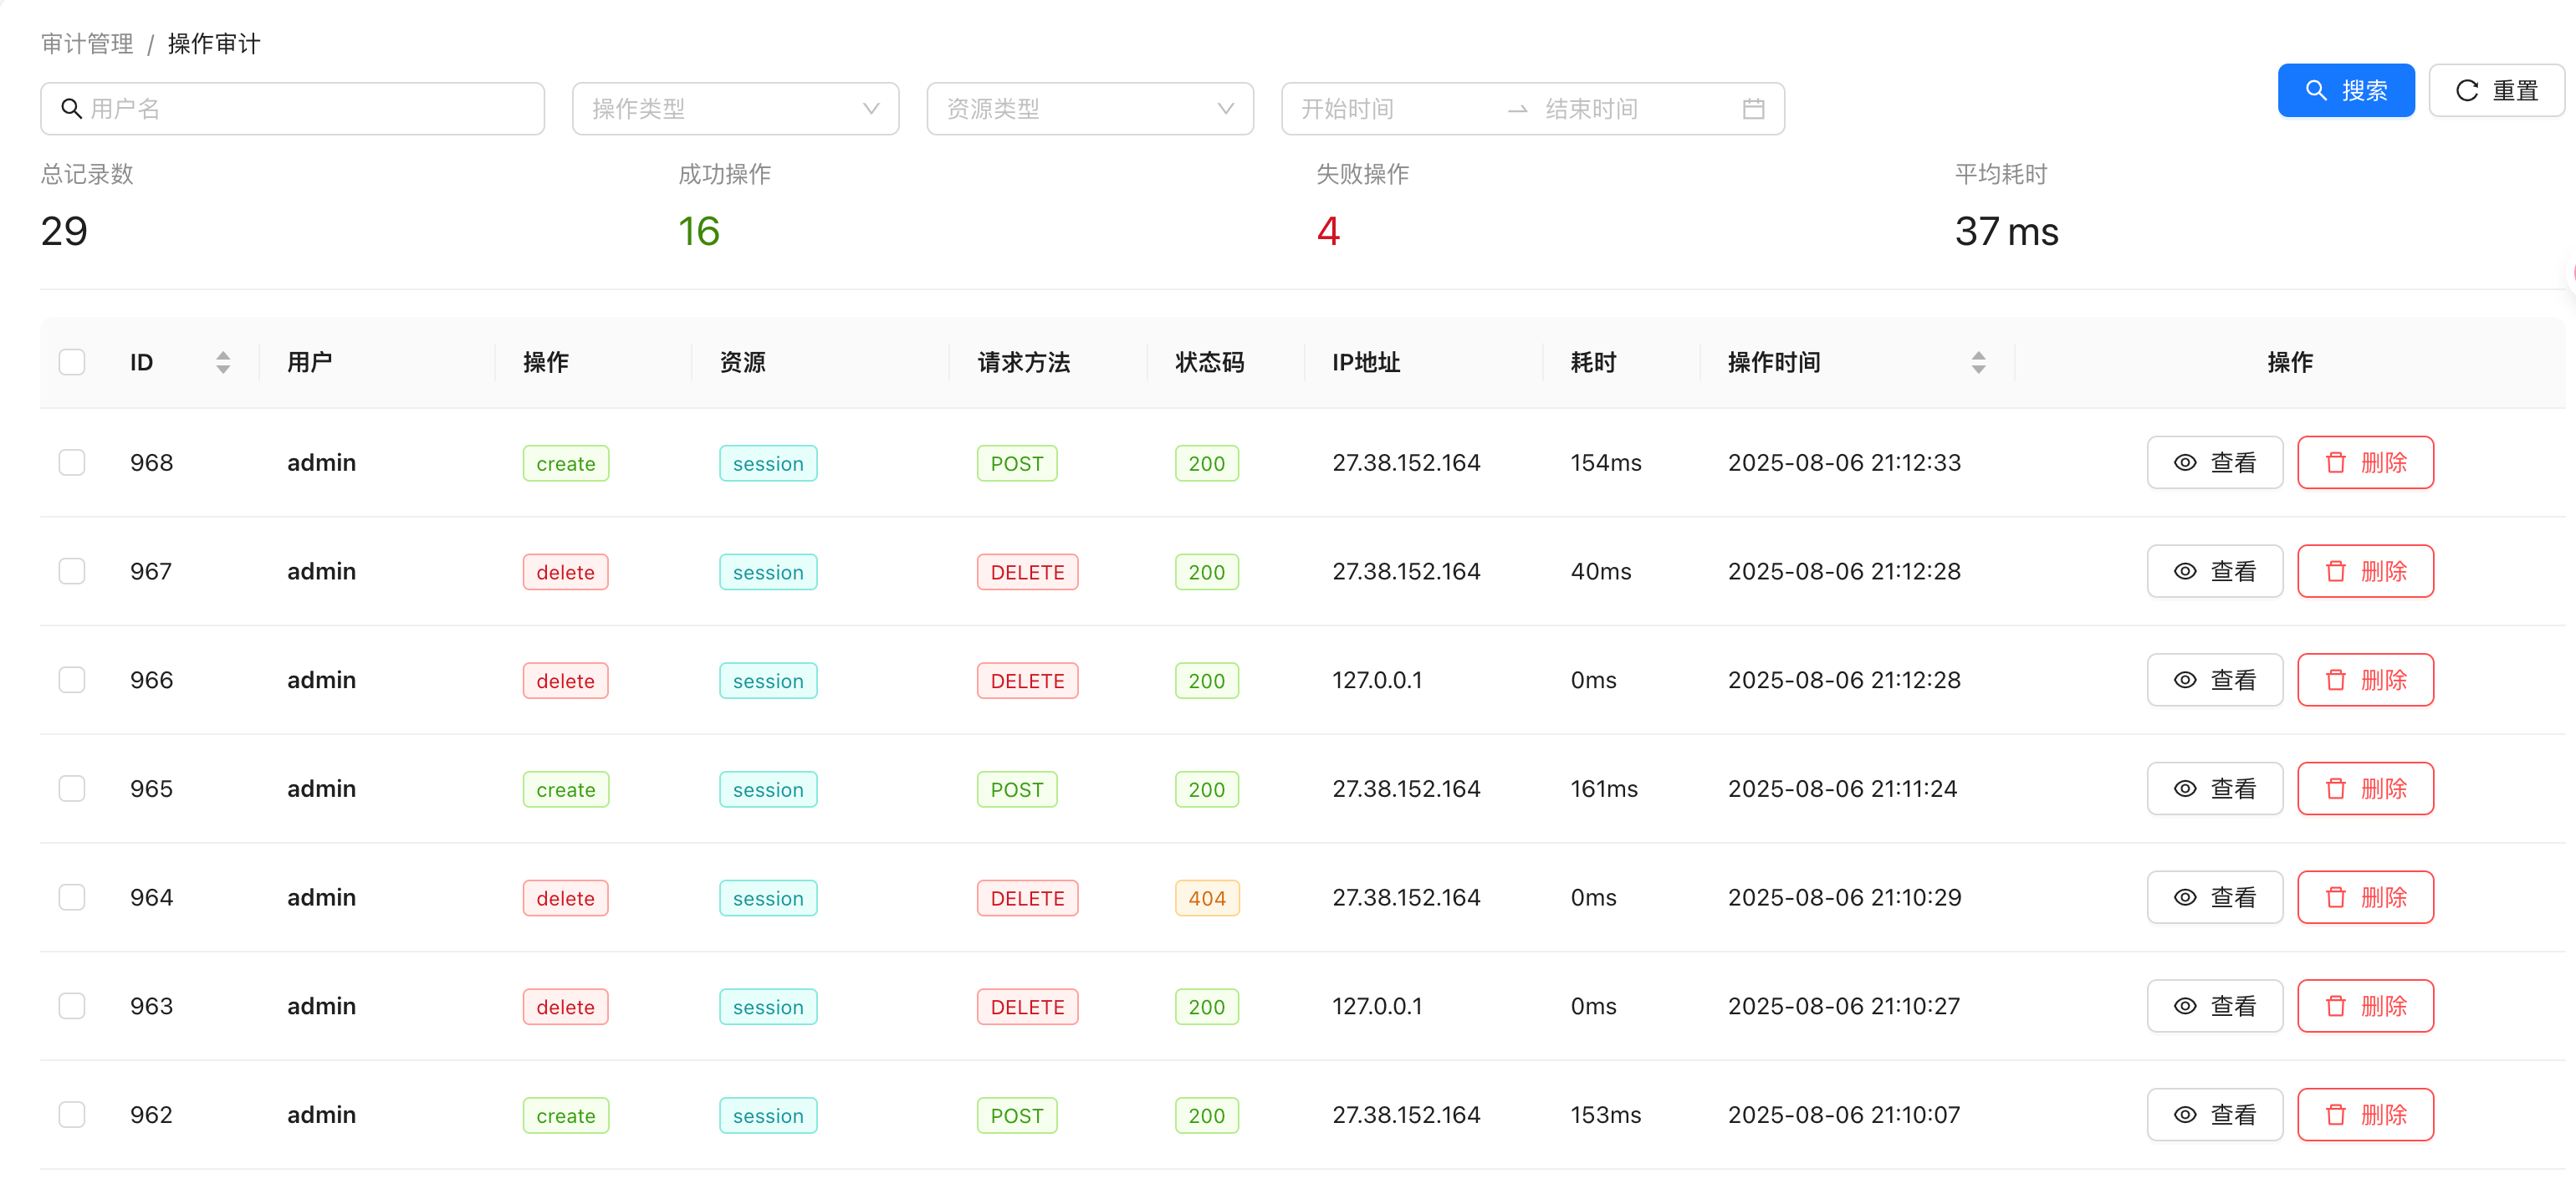 审计管理 / 操作审计
用户名 操作类型 资源类型 开始时间 → 结束时间 搜索 重置
总记录数 成功操作 失败操作 平均耗时
29 16 4 37 ms
ID 用户 操作 资源 请求方法 状态码 IP地址 耗时 操作时间 操作
968 admin create session POST 200 27.38.152.164 154ms 2025-08-06 21:12:33 查看 删除
967 admin delete session DELETE 200 27.38.152.164 40ms 2025-08-06 21:12:28 查看 删除
966 admin delete session DELETE 200 127.0.0.1 0ms 2025-08-06 21:12:28 查看 删除
965 admin create session POST 200 27.38.152.164 161ms 2025-08-06 21:11:24 查看 删除
964 admin delete session DELETE 404 27.38.152.164 0ms 2025-08-06 21:10:29 查看 删除
963 admin delete session DELETE 200 127.0.0.1 0ms 2025-08-06 21:10:27 查看 删除
962 admin create session POST 200 27.38.152.164 153ms 2025-08-06 21:10:07 查看 删除